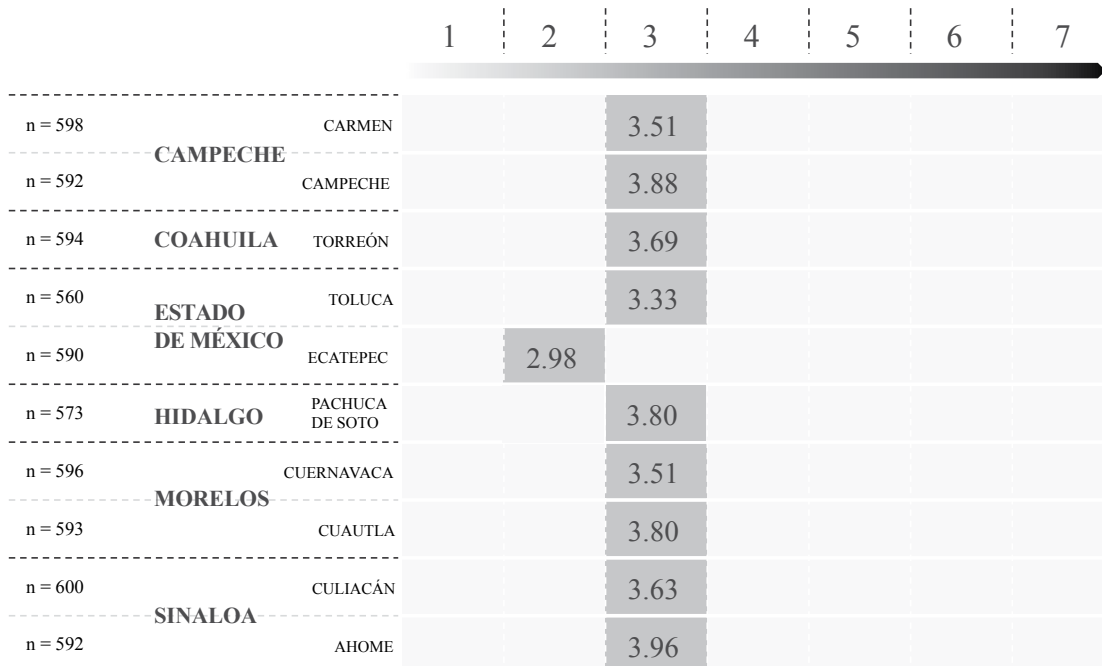 1 2 3 4 5 6 7
n = 598 CARMEN 3.51
CAMPECHE
n = 592 CAMPECHE 3.88
n = 594 COAHUILA TORREÓN 3.69
n = 560 TOLUCA 3.33
ESTADO
DE MÉXICO
n = 590 ECATEPEC 2.98
n = 573 HIDALGO PACHUCA
DE SOTO 3.80
n = 596 CUERNAVACA 3.51
MORELOS
n = 593 CUAUTLA 3.80
n = 600 CULIACÁN 3.63
SINALOA
n = 592 AHOME 3.96